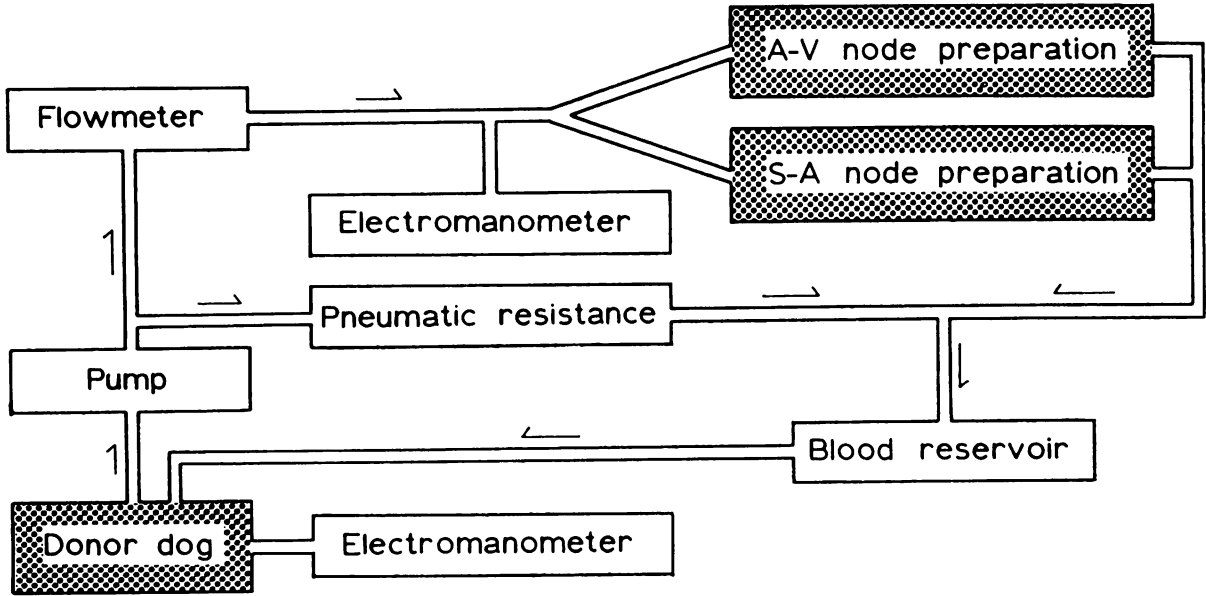 A-V node preparation
Flowmeter
S-A node preparation
Electromanometer
Pneumatic resistance
Pump
Blood reservoir
Donor dog
Electromanometer